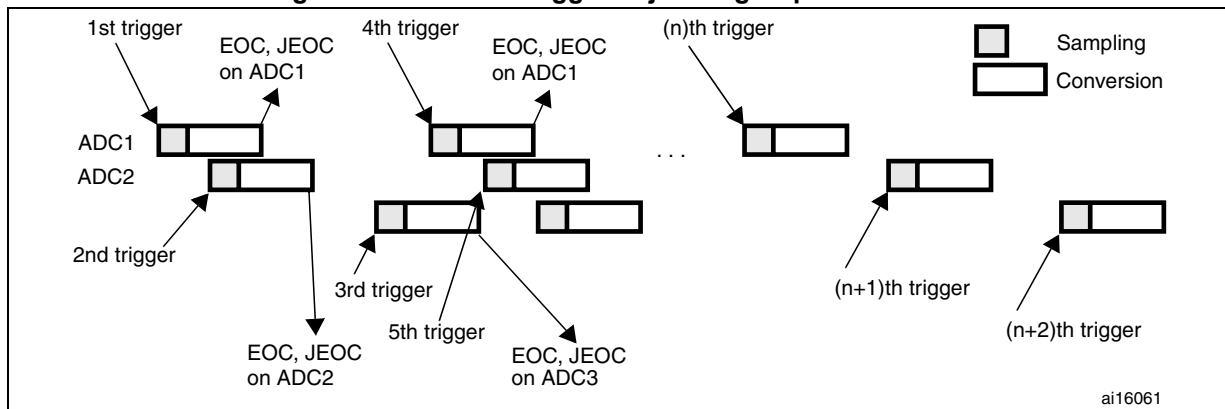 1st trigger
EOC, JEOC
on ADC1
4th trigger
EOC, JEOC
on ADC1
(n)th trigger
Sampling
Conversion
ADC1
ADC2
. . .
2nd trigger
3rd trigger
5th trigger
(n+1)th trigger
(n+2)th trigger
EOC, JEOC
on ADC2
EOC, JEOC
on ADC3
ai16061